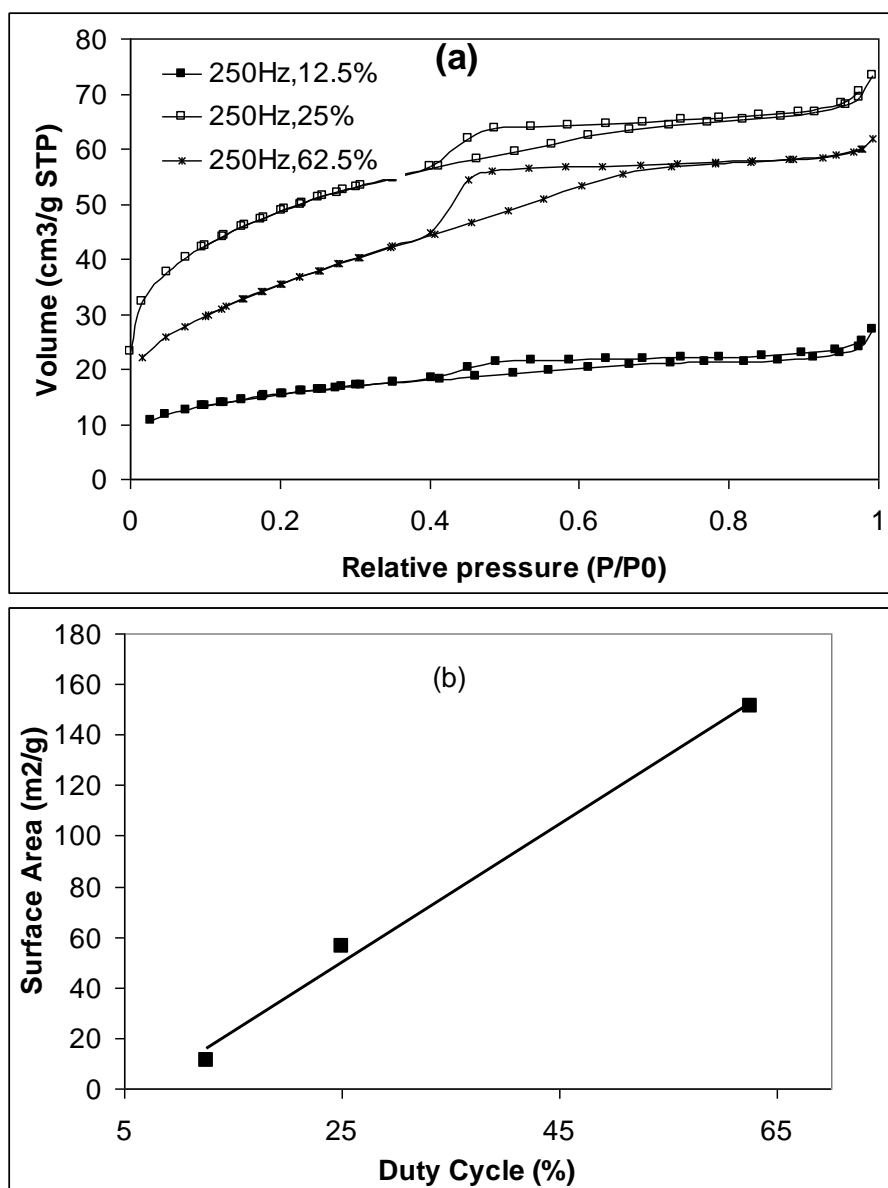 (a)
250Hz,12.5%
250Hz,25%
250Hz,62.5%
80
70
60
50
40
30
20
10
0
Volume (cm3/g STP)
0 0.2 0.4 0.6 0.8 1
Relative pressure (P/P0)
(b)
180
160
140
120
100
80
60
40
20
0
Surface Area (m2/g)
5 25 45 65
Duty Cycle (%)